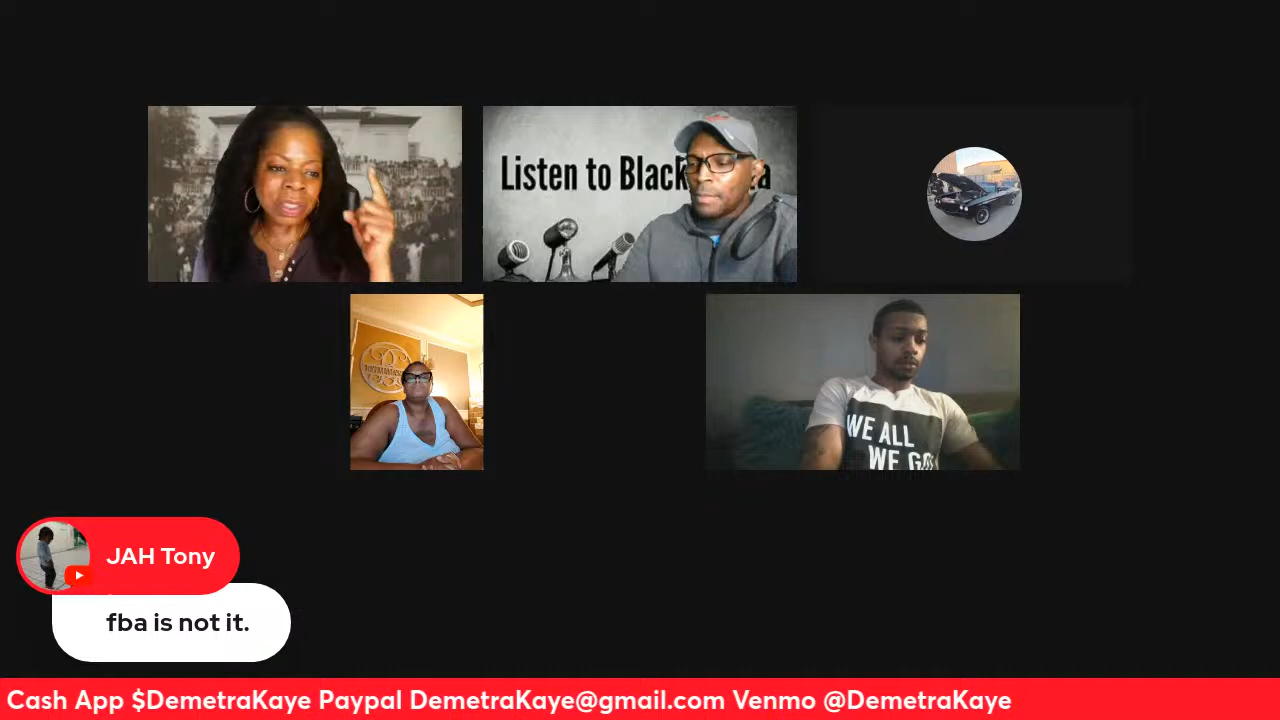 Listen to Black
WE ALL
WE GO
JAH Tony
fba is not it.
Cash App $DemetraKaye Paypal DemetraKaye@gmail.com Venmo @DemetraKaye